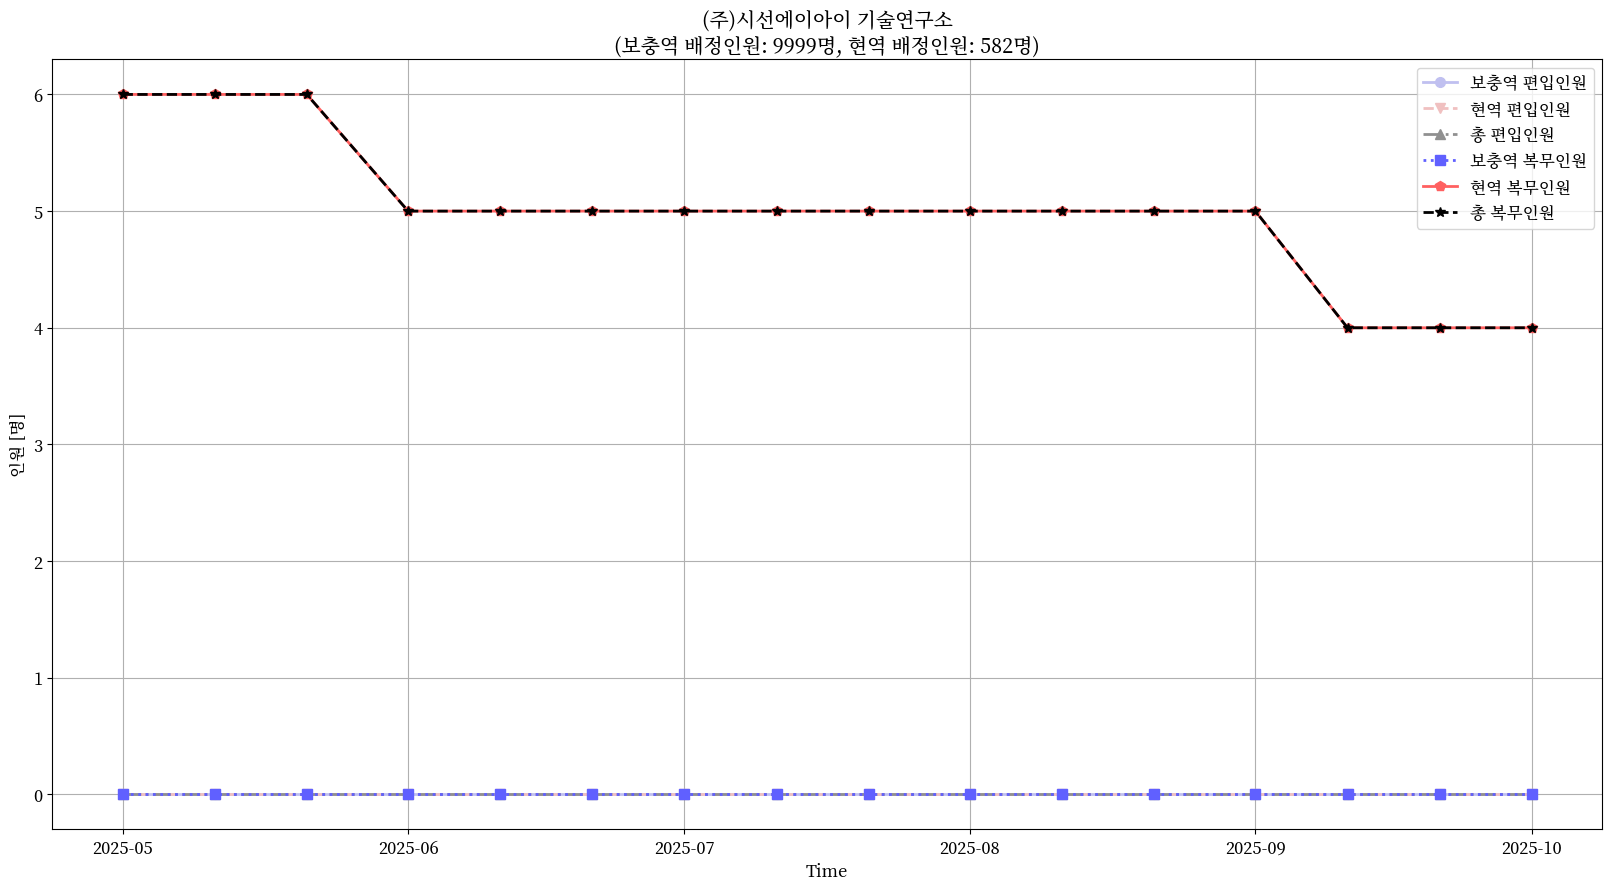 (주)시선에이아이 기술연구소
(보충역 배정인원: 9999명, 현역 배정인원: 582명)
보충역 편입인원
현역 편입인원
총 편입인원
보충역 복무인원
현역 복무인원
총 복무인원
인원 [명]
6
5
4
3
2
1
0
2025-05
2025-06
2025-07
2025-08
2025-09
2025-10
Time